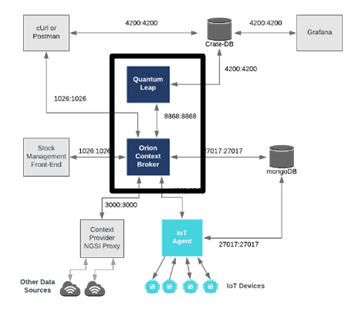 cUrl or
Postman
4200:4200
Crate-DB
4200:4200
Grafana
4200:4200
Quantum
Leap
1026:1026
8868:8868
Stock
Management
Front-End
1026:1026
Orion
Context
Broker
27017:27017
mongoDB
3000:3000
Context
Provider
NGSI Proxy
IoT
Agent
27017:27017
Other Data
Sources
IoT Devices